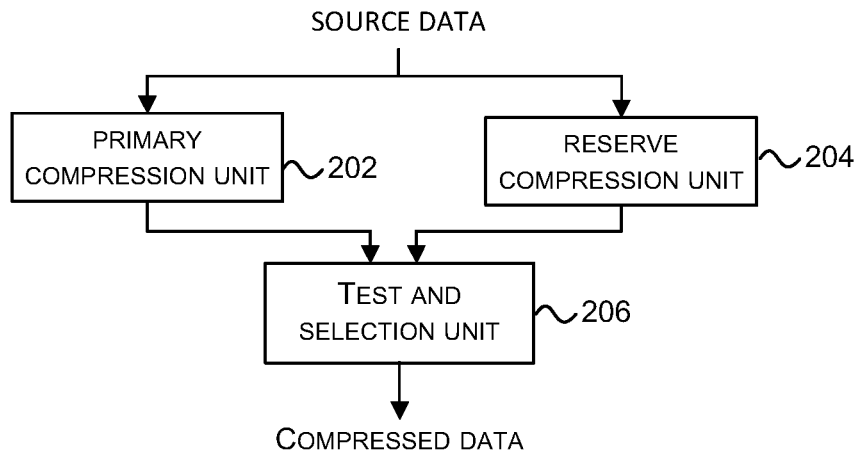 SOURCE DATA
PRIMARY
COMPRESSION UNIT
202
RESERVE
COMPRESSION UNIT
204
TEST AND
SELECTION UNIT
206
COMPRESSED DATA